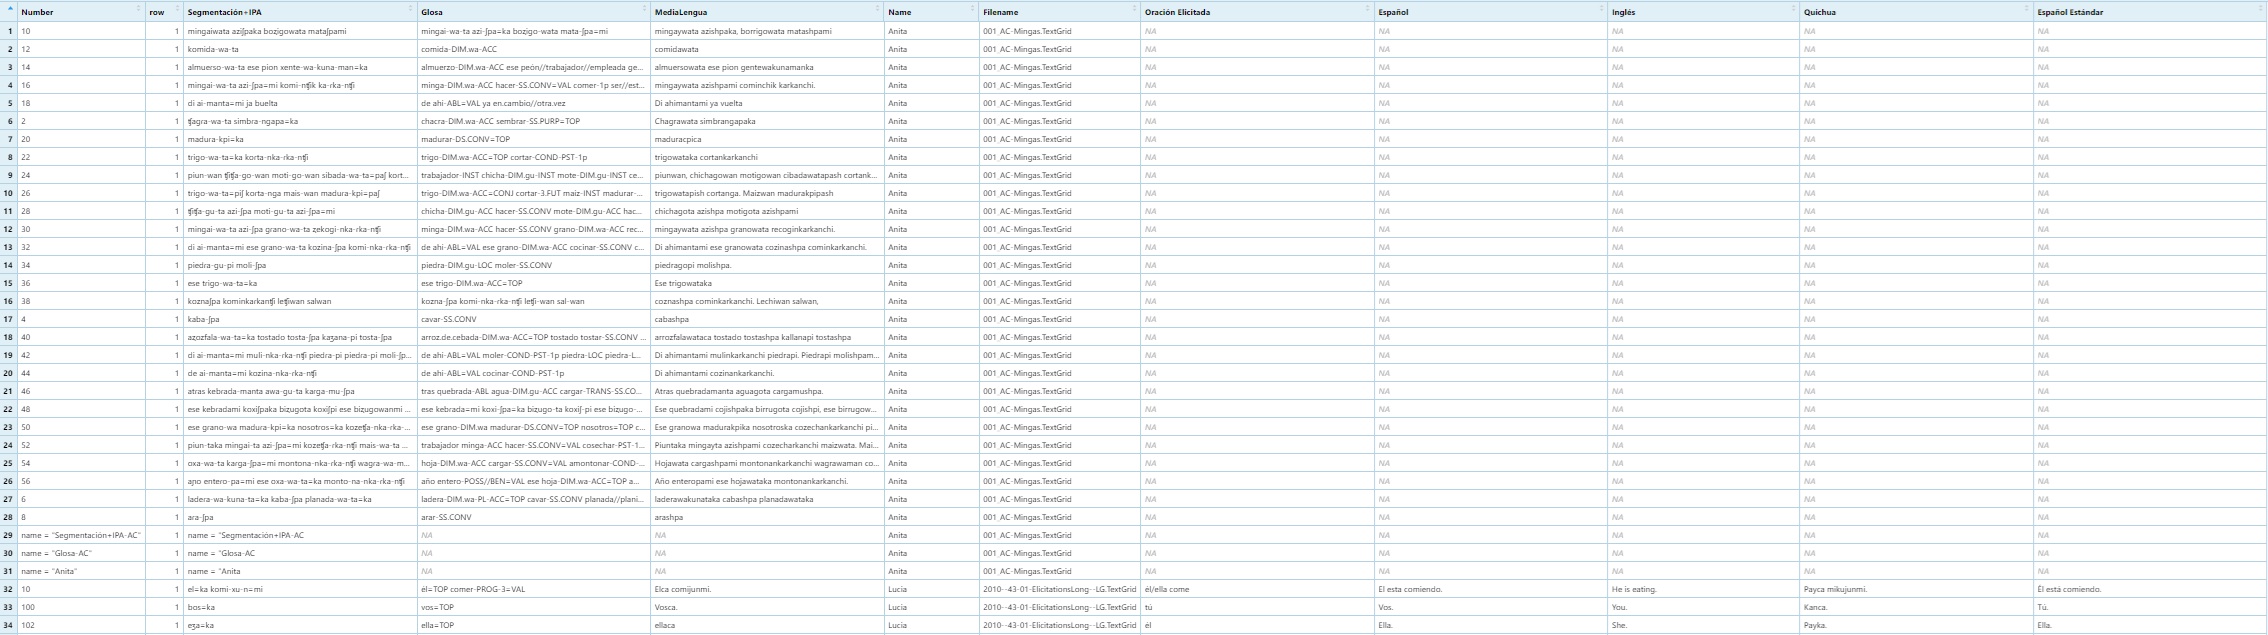 Number row Segmentación+IPA Glosa MediaLengua Name Filename Oración Elicitada Español Inglés Quichua Español Estándar
1 10 1 mingaiwata aziʃpaka bozigowata mataʃpami mingai-wa-ta azi-ʃpa=ka bozigo-wata mata-ʃpa=mi mingaywata azishpaka, borrigowata matashpami Anita 001_AC-Mingas.TextGrid NA NA NA NA NA
2 12 1 komida-wa-ta comida-DIM.wa-ACC comidawata Anita 001_AC-Mingas.TextGrid NA NA NA NA NA
3 14 1 almuerso-wa-ta ese pion xente-wa-kuna-man=ka almuerzo-DIM.wa-ACC ese peón//trabajador//empleada ge... almuersowata ese pion gentewakunamanka Anita 001_AC-Mingas.TextGrid NA NA NA NA NA
4 16 1 mingai-wa-ta azi-ʃpa=mi komi-nʧik ka-rka-nʧi minga-DIM.wa-ACC hacer-SS.CONV=VAL comer-1p ser//est... mingaywata azishpami cominchik karkanchi. Anita 001_AC-Mingas.TextGrid NA NA NA NA NA
5 18 1 di ai-manta=mi ja buelta de ahi-ABL=VAL ya en.cambio//otra.vez Di ahimantami ya vuelta Anita 001_AC-Mingas.TextGrid NA NA NA NA NA
6 2 1 ʧagra-wa-ta simbra-ngapa=ka chacra-DIM.wa-ACC sembrar-SS.PURP=TOP Chagrawata simbrangapaka Anita 001_AC-Mingas.TextGrid NA NA NA NA NA
7 20 1 madura-kpi=ka madurar-DS.CONV=TOP maduracpica Anita 001_AC-Mingas.TextGrid NA NA NA NA NA
8 22 1 trigo-wa-ta=ka korta-nka-rka-nʧi trigo-DIM.wa-ACC=TOP cortar-COND-PST-1p trigowataka cortankarkanchi Anita 001_AC-Mingas.TextGrid NA NA NA NA NA
9 24 1 piun-wan ʧiʧa-go-wan moti-go-wan sibada-wa-ta=paʃ kort... trabajador-INST chicha-DIM.gu-INST mote-DIM.gu-INST ce... piunwan, chichagowan motigowan cibadawatapash cortank... Anita 001_AC-Mingas.TextGrid NA NA NA NA NA
10 26 1 trigo-wa-ta=piʃ korta-nga mais-wan madura-kpi=paʃ trigo-DIM.wa-ACC=CONJ cortar-3.FUT maiz-INST madurar-... trigowatapish cortanga. Maizwan madurakpipash Anita 001_AC-Mingas.TextGrid NA NA NA NA NA
11 28 1 ʧiʧa-gu-ta azi-ʃpa moti-gu-ta azi-ʃpa=mi chicha-DIM.gu-ACC hacer-SS.CONV mote-DIM.gu-ACC hac... chichagota azishpa motigota azishpami Anita 001_AC-Mingas.TextGrid NA NA NA NA NA
12 30 1 mingai-wa-ta azi-ʃpa grano-wa-ta ʐekogi-nka-rka-nʧi minga-DIM.wa-ACC hacer-SS.CONV grano-DIM.wa-ACC rec... mingaywata azishpa granowata recoginkarkanchi. Anita 001_AC-Mingas.TextGrid NA NA NA NA NA
13 32 1 di ai-manta=mi ese grano-wa-ta kozina-ʃpa komi-nka-rka-nʧi de ahi-ABL=VAL ese grano-DIM.wa-ACC cocinar-SS.CONV c... Di ahimantami ese granowata cozinashpa cominkarkanchi. Anita 001_AC-Mingas.TextGrid NA NA NA NA NA
14 34 1 piedra-gu-pi moli-ʃpa piedra-DIM.gu-LOC moler-SS.CONV piedragopi molishpa. Anita 001_AC-Mingas.TextGrid NA NA NA NA NA
15 36 1 ese trigo-wa-ta=ka ese trigo-DIM.wa-ACC=TOP Ese trigowataka Anita 001_AC-Mingas.TextGrid NA NA NA NA NA
16 38 1 koznaʃpa kominkarkanʧi leʧiwan salwan kozna-ʃpa komi-nka-rka-nʧi leʧi-wan sal-wan coznashpa cominkarkanchi. Lechiwan salwan, Anita 001_AC-Mingas.TextGrid NA NA NA NA NA
17 4 1 kaba-ʃpa cavar-SS.CONV cabashpa Anita 001_AC-Mingas.TextGrid NA NA NA NA NA
18 40 1 aʐozfala-wa-ta=ka tostado tosta-ʃpa kaʒana-pi tosta-ʃpa arroz.de.cebada-DIM.wa-ACC=TOP tostado tostar-SS.CONV ... arrozfalawataca tostado tostashpa kallanapi tostashpa Anita 001_AC-Mingas.TextGrid NA NA NA NA NA
19 42 1 di ai-manta=mi muli-nka-rka-nʧi piedra-pi piedra-pi moli-ʃp... de ahi-ABL=VAL moler-COND-PST-1p piedra-LOC piedra-L... Di ahimantami mulinkarkanchi piedrapi. Piedrapi molishpam... Anita 001_AC-Mingas.TextGrid NA NA NA NA NA
20 44 1 de ai-manta=mi kozina-nka-rka-nʧi de ahi-ABL=VAL cocinar-COND-PST-1p Di ahimantami cozinankarkanchi. Anita 001_AC-Mingas.TextGrid NA NA NA NA NA
21 46 1 atras kebrada-manta awa-gu-ta karga-mu-ʃpa tras quebrada-ABL agua-DIM.gu-ACC cargar-TRANS-SS.CO... Atras quebradamanta aguagota cargamushpa. Anita 001_AC-Mingas.TextGrid NA NA NA NA NA
22 48 1 ese kebradami koxiʃpaka biʐugota koxiʃpi ese biʐugowanmi ... ese kebrada=mi koxi-ʃpa=ka biʐugo-ta koxiʃ-pi ese biʐugo-... Ese quebradami cojishpaka birrugota cojishpi, ese birrugow... Anita 001_AC-Mingas.TextGrid NA NA NA NA NA
23 50 1 ese grano-wa madura-kpi=ka nosotros=ka kozeʧa-nka-rka-... ese grano-DIM.wa madurar-DS.CONV=TOP nosotros=TOP c... Ese granowa madurakpika nosotroska cozechankarkanchi pi... Anita 001_AC-Mingas.TextGrid NA NA NA NA NA
24 52 1 piun-taka mingai-ta azi-ʃpa=mi kozeʧa-rka-nʧi mais-wa-ta ... trabajador minga-ACC hacer-SS.CONV=VAL cosechar-PST-1... Piuntaka mingayta azishpami cozecharkanchi maizwata. Mai... Anita 001_AC-Mingas.TextGrid NA NA NA NA NA
25 54 1 oxa-wa-ta karga-ʃpa=mi montona-nka-rka-nʧi wagra-wa-m... hoja-DIM.wa-ACC cargar-SS.CONV=VAL amontonar-COND-... Hojawata cargashpami montonankarkanchi wagrawaman co... Anita 001_AC-Mingas.TextGrid NA NA NA NA NA
26 56 1 aɲo entero-pa=mi ese oxa-wa-ta=ka monto-na-nka-rka-nʧi año entero-POSS//BEN=VAL ese hoja-DIM.wa-ACC=TOP a... Año enteropami ese hojawataka montonankarkanchi. Anita 001_AC-Mingas.TextGrid NA NA NA NA NA
27 6 1 ladera-wa-kuna-ta=ka kaba-ʃpa planada-wa-ta=ka ladera-DIM.wa-PL-ACC=TOP cavar-SS.CONV planada//plani... laderawakunataka cabashpa planadawataka Anita 001_AC-Mingas.TextGrid NA NA NA NA NA
28 8 1 ara-ʃpa arar-SS.CONV arashpa Anita 001_AC-Mingas.TextGrid NA NA NA NA NA
29 name = "Segmentación+IPA-AC" 1 name = "Segmentación+IPA-AC NA NA Anita 001_AC-Mingas.TextGrid NA NA NA NA NA
30 name = "Glosa-AC" 1 name = "Glosa-AC NA NA Anita 001_AC-Mingas.TextGrid NA NA NA NA NA
31 name = "Anita" 1 name = "Anita NA NA Anita 001_AC-Mingas.TextGrid NA NA NA NA NA
32 10 1 el=ka komi-xu-n=mi él=TOP comer-PROG-3=VAL Elca comijunmi. Lucia 2010--43-01-ElicitationsLong--LG.TextGrid él/ella come El esta comiendo. He is eating. Payca mikujunmi. Él está comiendo.
33 100 1 bos=ka vos=TOP Vosca. Lucia 2010--43-01-ElicitationsLong--LG.TextGrid tú Vos. You. Kanca. Tú.
34 102 1 eʒa=ka ella=TOP ellaca Lucia 2010--43-01-ElicitationsLong--LG.TextGrid él Ella. She. Payka. Ella.